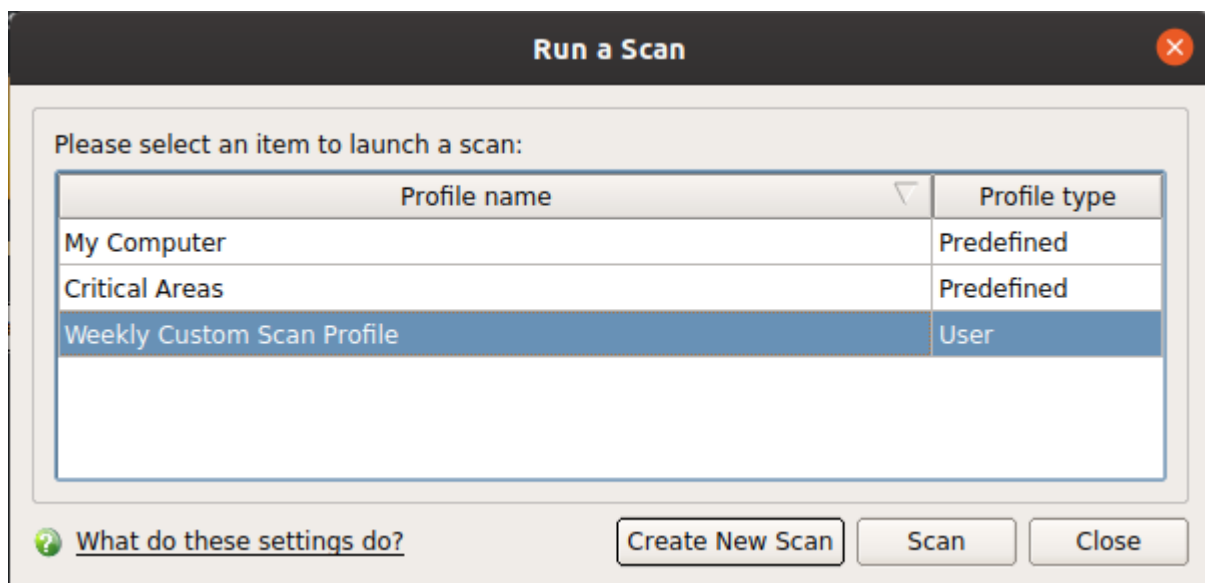 Run a Scan
Please select an item to launch a scan:
Profile name Profile type
My Computer Predefined
Critical Areas Predefined
Weekly Custom Scan Profile User
What do these settings do? Create New Scan Scan Close